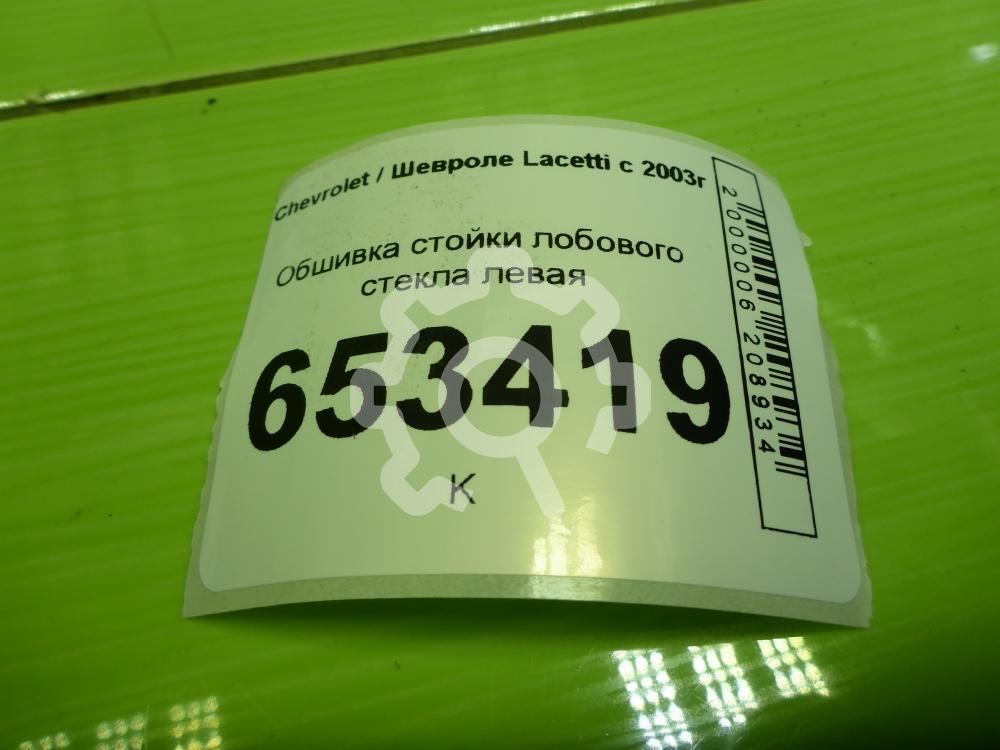 Chevrolet / Шевроле Lacetti с 2003г
Обшивка стойки лобового
стекла левая
653419
К
2000006208934